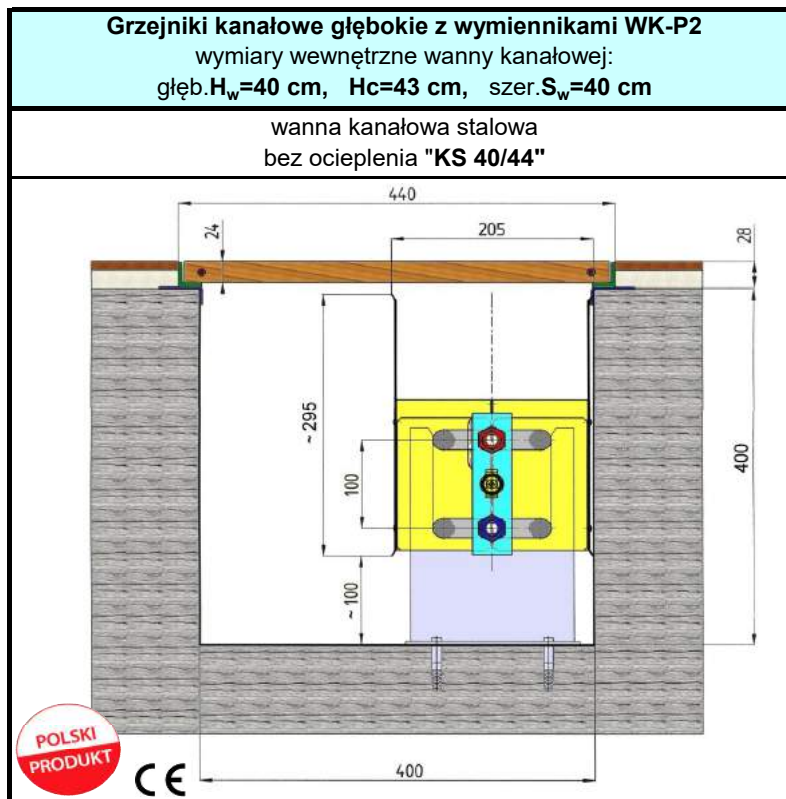 Grzejniki kanałowe głębokie z wymiennikami WK-P2
wymiary wewnętrzne wanny kanałowej:
głęb.Hw=40 cm, Hc=43 cm, szer.Sw=40 cm
wanna kanałowa stalowa
bez ocieplenia "KS 40/44"
440
24
205
28
~295
400
100
~100
400
POLSKI
PRODUKT
CE